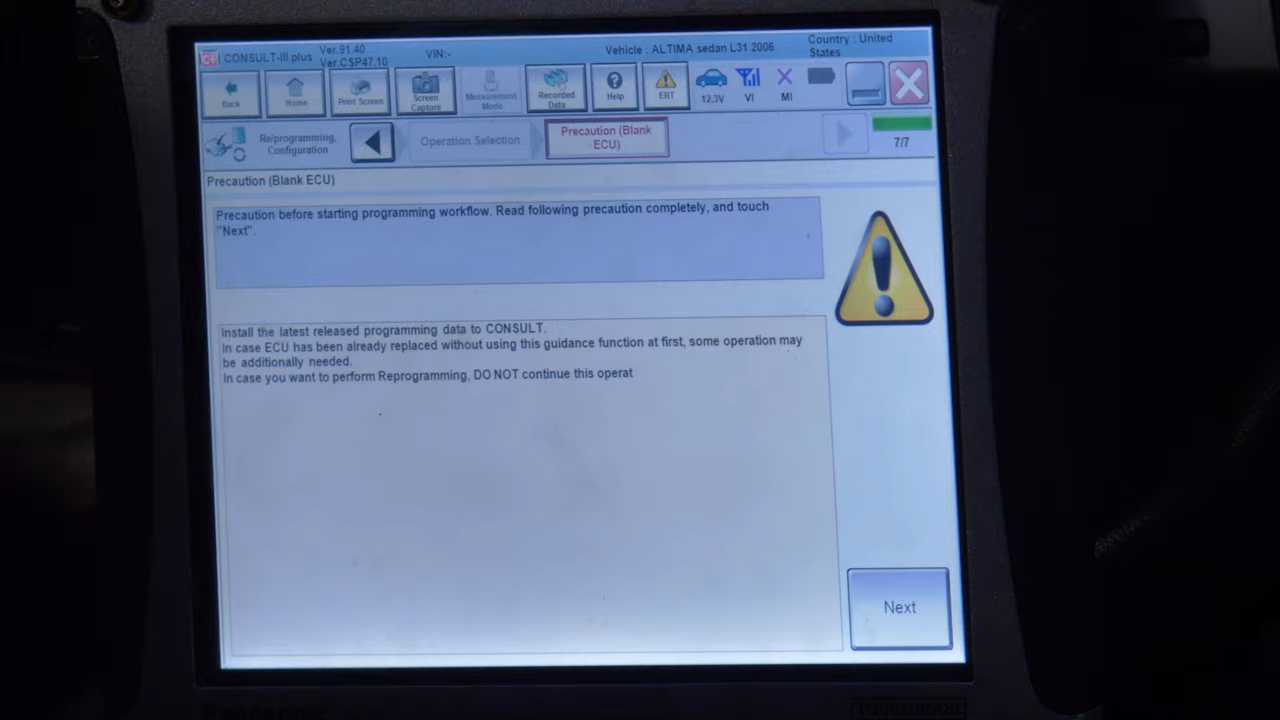 CONSULT-III plus
Ver.91.40
Ver.CSP47.10
VIN:-
Vehicle : ALTIMA sedan L31 2006
Country : United
States
Back
Home
Print Screen
Screen
Capture
Measurement
Mode
Recorded
Data
Help
ERT
12.3V
VI
MI
Re/programming,
Configuration
Operation Selection
Precaution (Blank
ECU)
7/7
Precaution (Blank ECU)
Precaution before starting programming workflow. Read following precaution completely, and touch
"Next".
Install the latest released programming data to CONSULT.
In case ECU has been already replaced without using this guidance function at first, some operation may
be additionally needed.
In case you want to perform Reprogramming, DO NOT continue this operat
Next
TOUGHBOOK